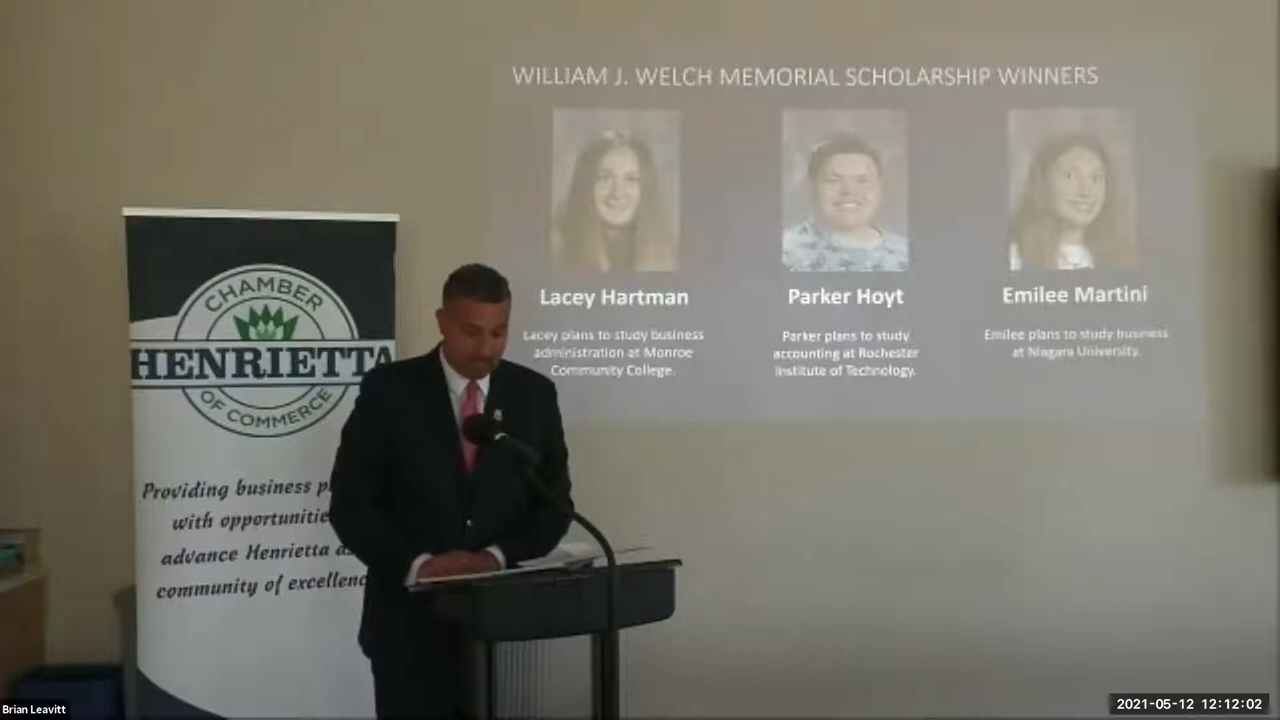 WILLIAM J. WELCH MEMORIAL SCHOLARSHIP WINNERS
Lacey Hartman
Lacey plans to study business
administration at Monroe
Community College.
Parker Hoyt
Parker plans to study
accounting at Rochester
Institute of Technology.
Emilee Martini
Emilee plans to study business
at Niagara University.
CHAMBER
HENRIETTA
OF COMMERCE
Providing business
with opportunitie
advance Henrietta
community of excellenc
Brian Leavitt
2021-05-12 12:12:02